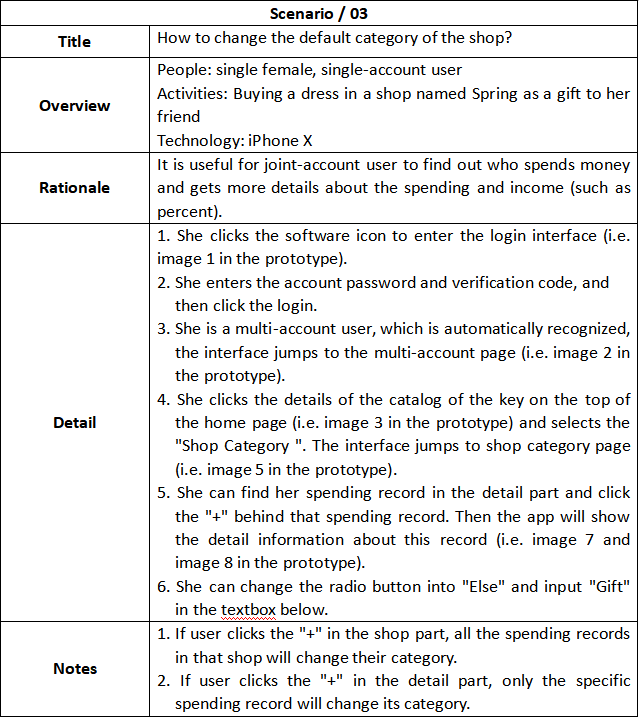 Scenario / 03
Title
How to change the default category of the shop?
Overview
People: single female, single-account user
Activities: Buying a dress in a shop named Spring as a gift to her
friend
Technology: iPhone X
Rationale
It is useful for joint-account user to find out who spends money
and gets more details about the spending and income (such as
percent).
Detail
1. She clicks the software icon to enter the login interface (i.e.
image 1 in the prototype).
2. She enters the account password and verification code, and
then click the login.
3. She is a multi-account user, which is automatically recognized,
the interface jumps to the multi-account page (i.e. image 2 in
the prototype).
4. She clicks the details of the catalog of the key on the top of
the home page (i.e. image 3 in the prototype) and selects the
"Shop Category ". The interface jumps to shop category page
(i.e. image 5 in the prototype).
5. She can find her spending record in the detail part and click
the "+" behind that spending record. Then the app will show
the detail information about this record (i.e. image 7 and
image 8 in the prototype).
6. She can change the radio button into "Else" and input "Gift"
in the textbox below.
Notes
1. If user clicks the "+" in the shop part, all the spending records
in that shop will change their category.
2. If user clicks the "+" in the detail part, only the specific
spending record will change its category.